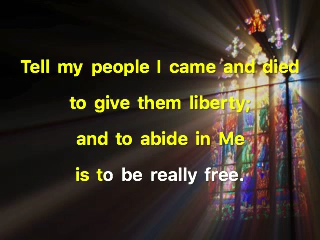 Tell my people I came and died
to give them liberty;
and to abide in Me
is to be really free.